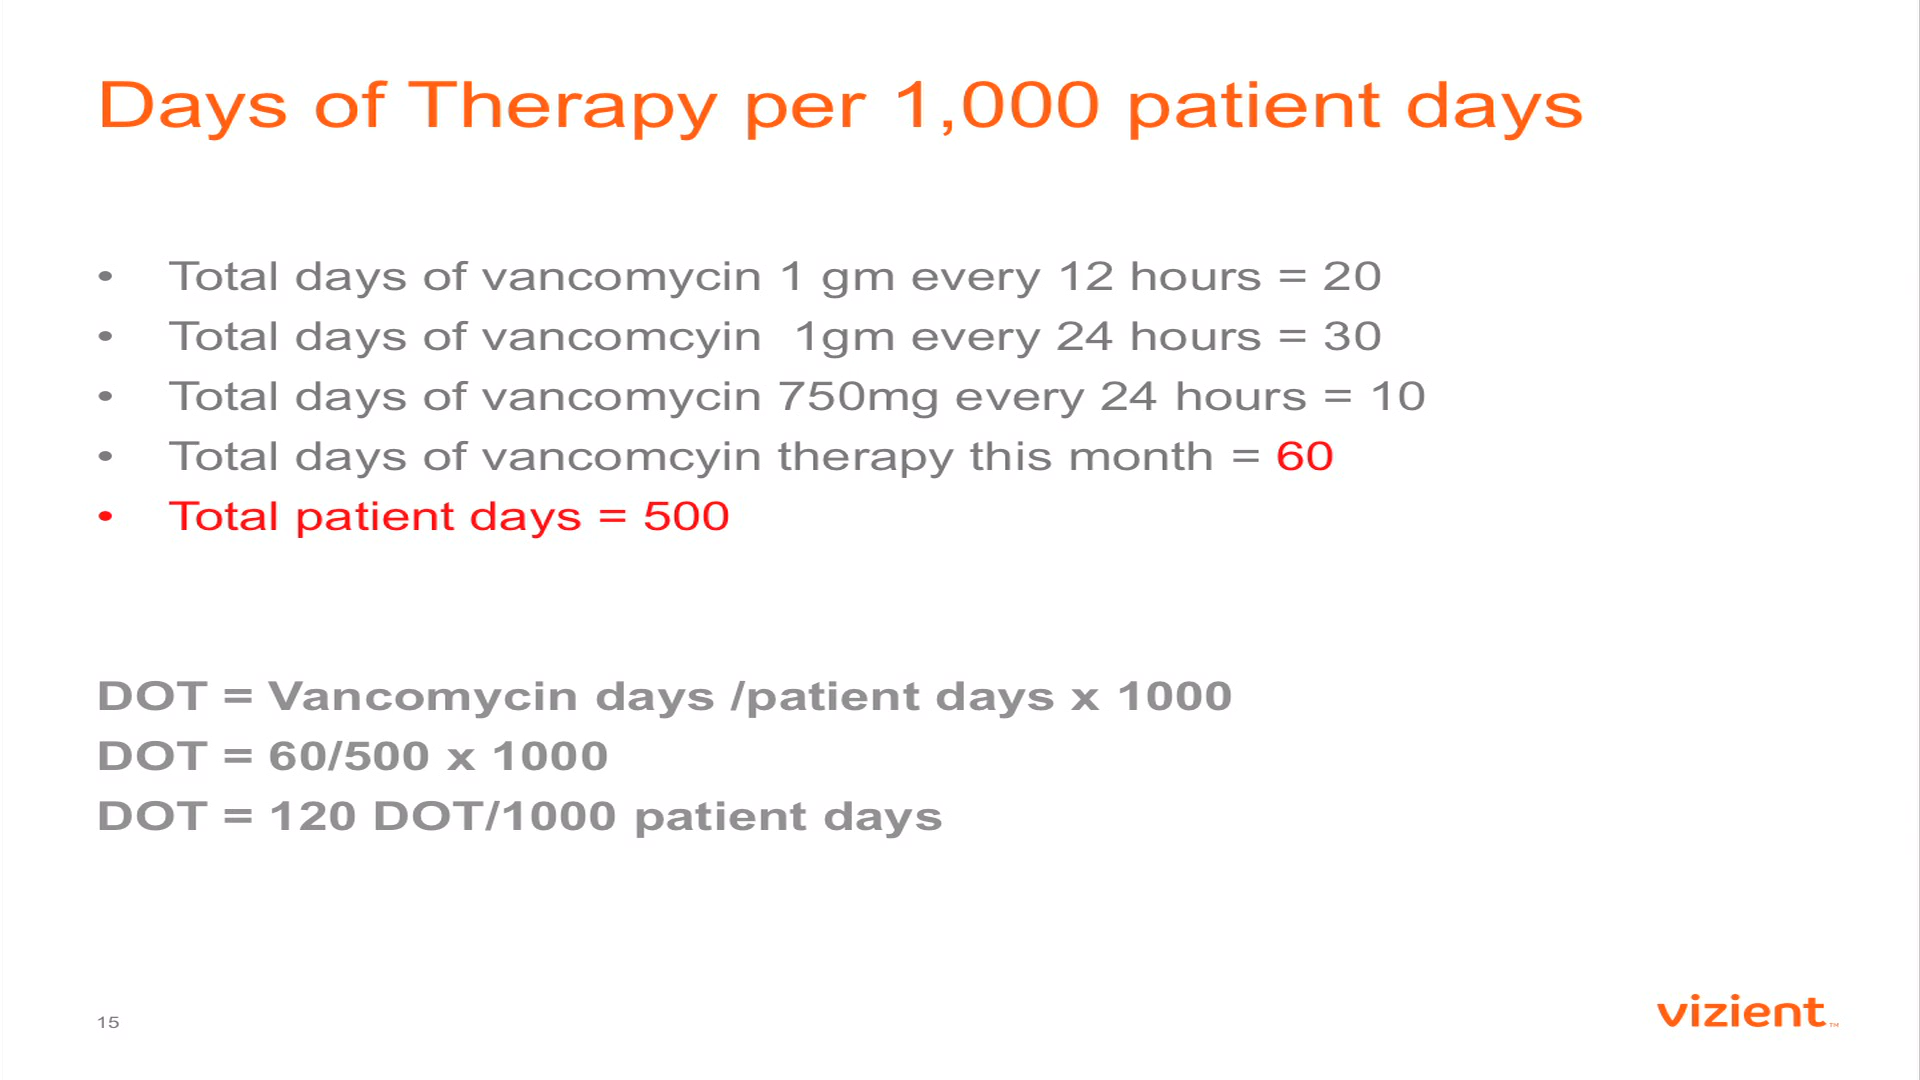 Days of Therapy per 1,000 patient days
• Total days of vancomycin 1 gm every 12 hours = 20
• Total days of vancomcyin  1gm every 24 hours = 30
• Total days of vancomycin 750mg every 24 hours = 10
• Total days of vancomcyin therapy this month = 60
• Total patient days = 500
DOT = Vancomycin days /patient days x 1000
DOT = 60/500 x 1000
DOT = 120 DOT/1000 patient days
15
vizient™